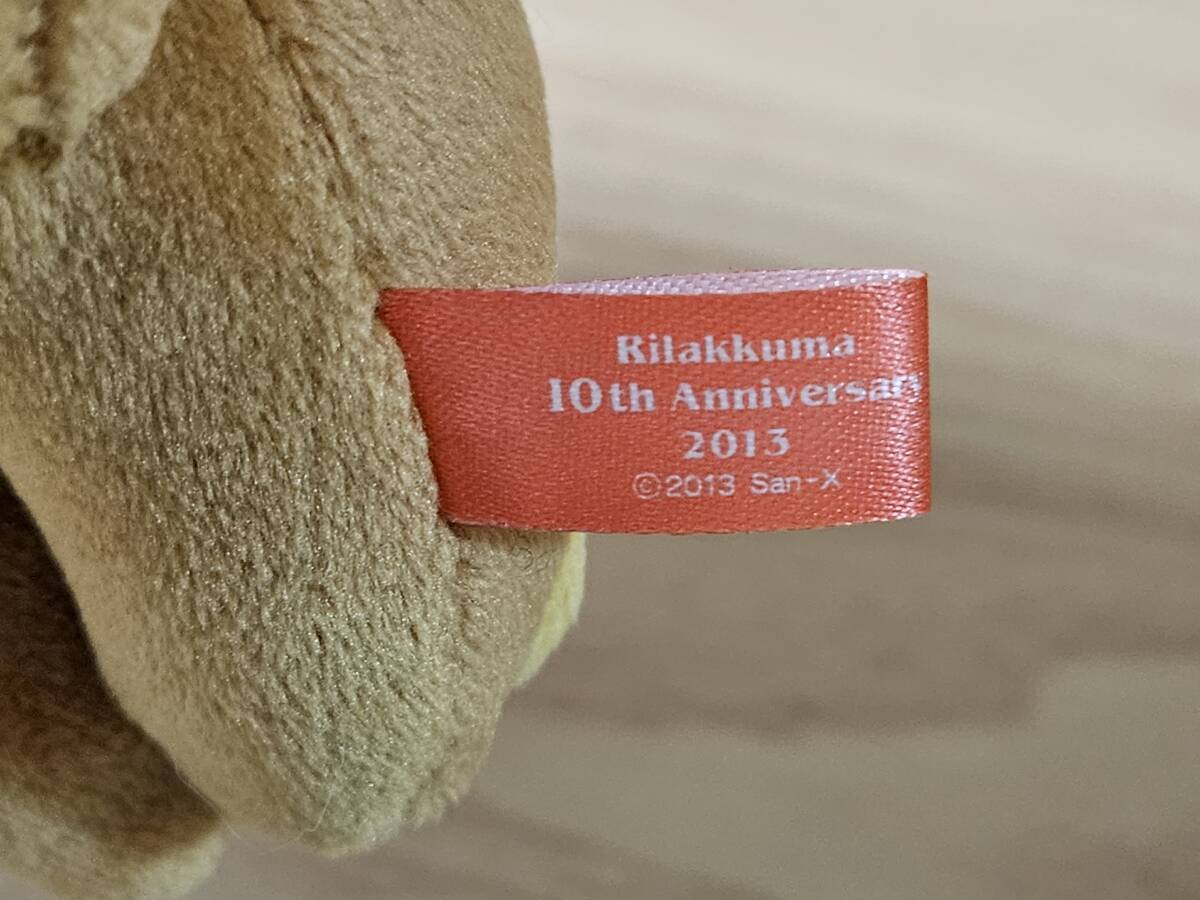 Rilakkuma
10th Anniversary
2013
©2013 San-X